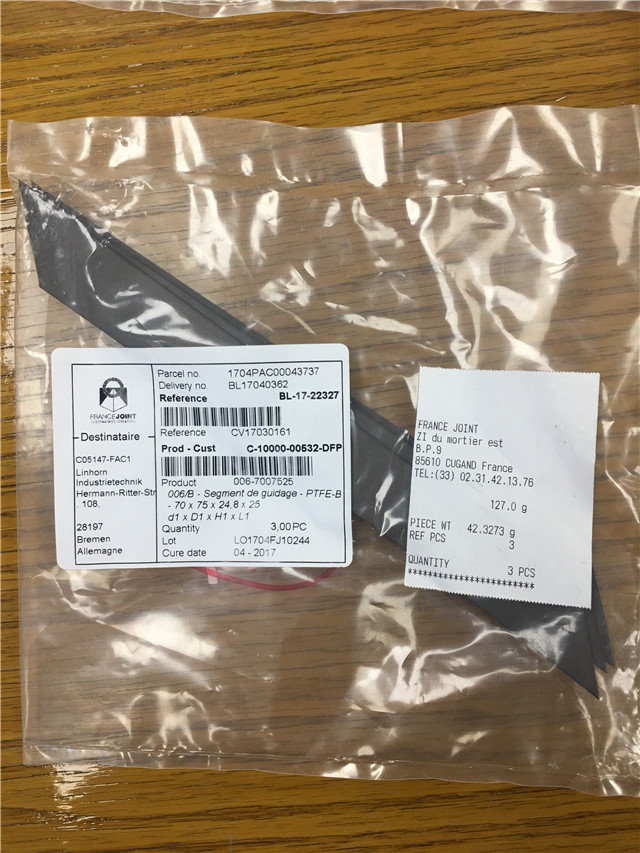 FRANCE JOINT
Destinataire
C05147-FAC1
Linhorn
Industrietechnik
Hermann-Ritter-Str
. 108,
28197
Bremen
Allemagne
Parcel no. 1704PAC00043737
Delivery no. BL17040362
Reference BL-17-22327
Reference CV17030161
Prod - Cust C-10000-00532-DFP
Product 006-7007525
006/B - Segment de guidage - PTFE-B
- 70 x 75 x 24,8 x 25
d1 x D1 x H1 x L1
Quantity 3,00 PC
Lot LO1704FJ10244
Cure date 04 - 2017
FRANCE JOINT
ZI du mortier est
B.P.9
85610 CUGAND France
TEL:(33) 02.31.42.13.76
127.0 g
PIECE WT 42.3273 g
REF PCS 3
QUANTITY 3 PCS
************************